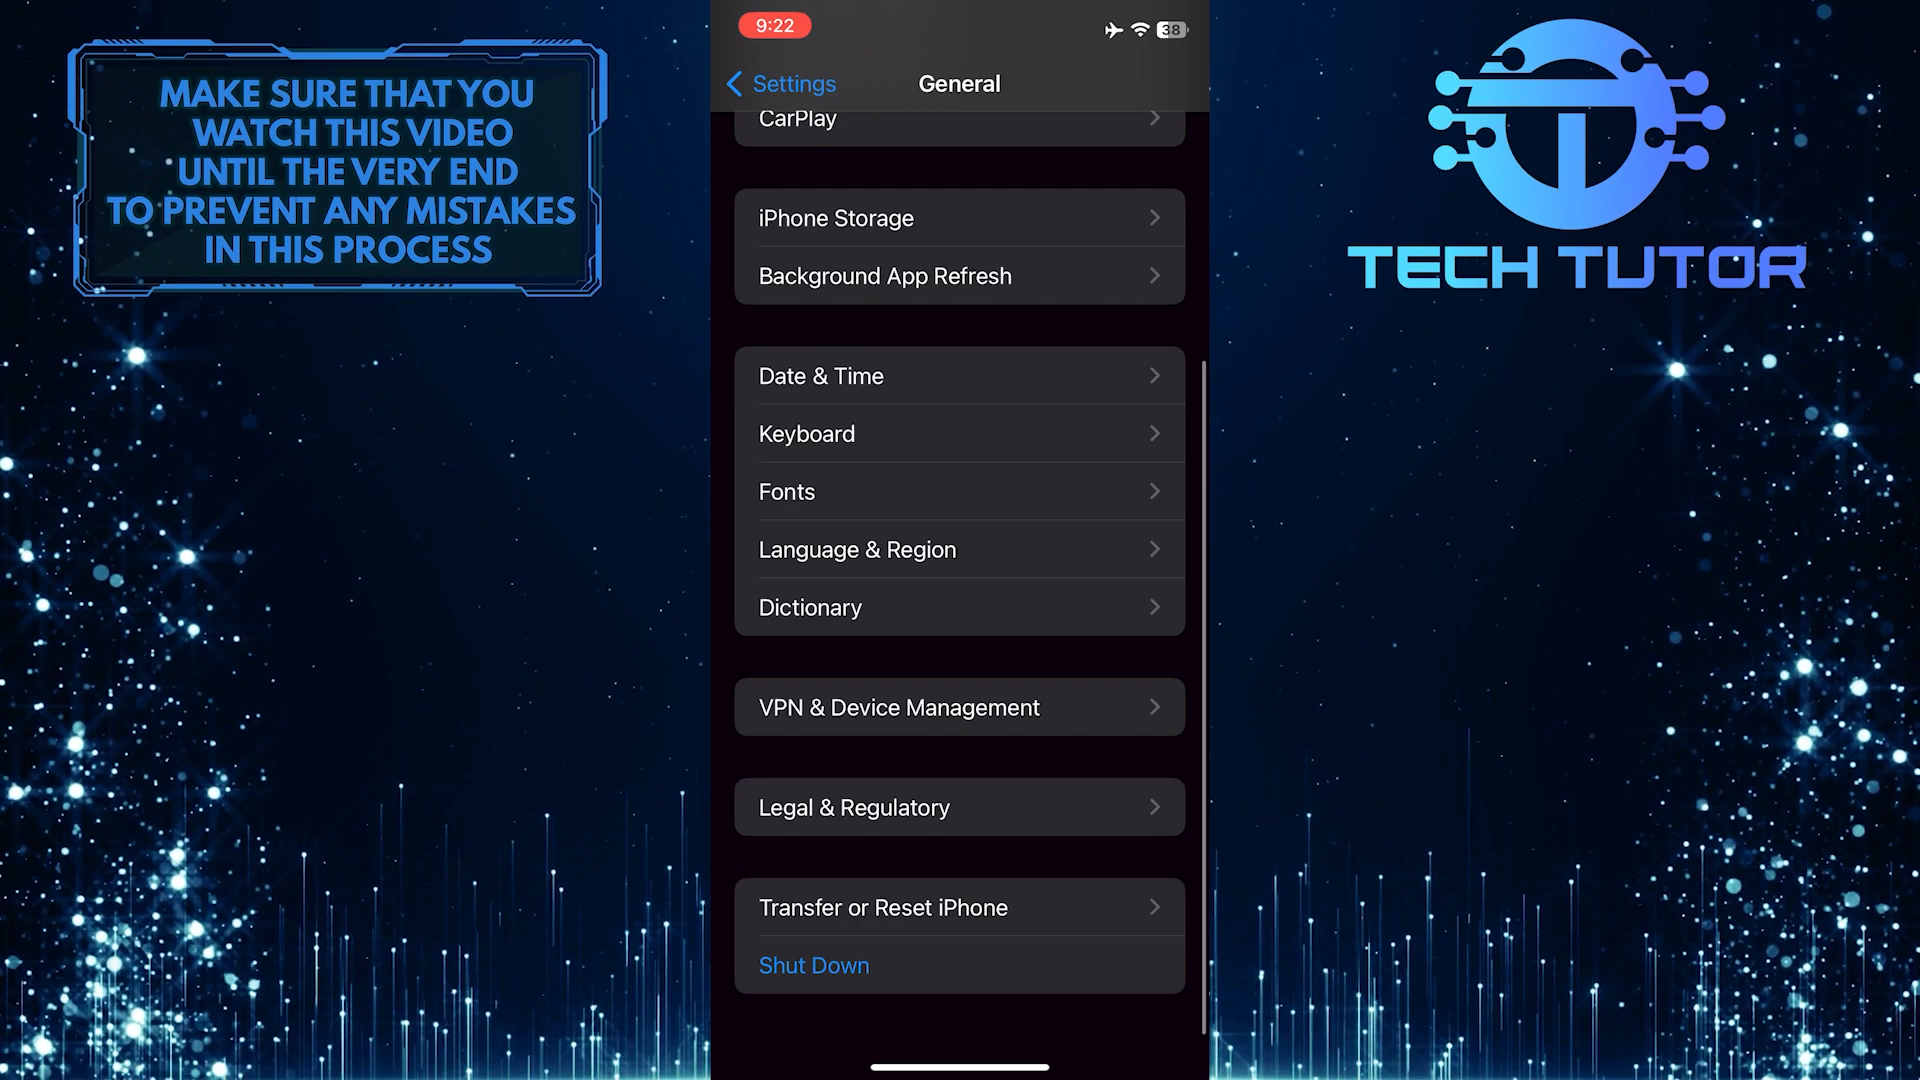 MAKE SURE THAT YOU
WATCH THIS VIDEO
UNTIL THE VERY END
TO PREVENT ANY MISTAKES
IN THIS PROCESS
9:22
38
Settings
General
CarPlay
iPhone Storage
Background App Refresh
Date & Time
Keyboard
Fonts
Language & Region
Dictionary
VPN & Device Management
Legal & Regulatory
Transfer or Reset iPhone
Shut Down
TECH TUTOR